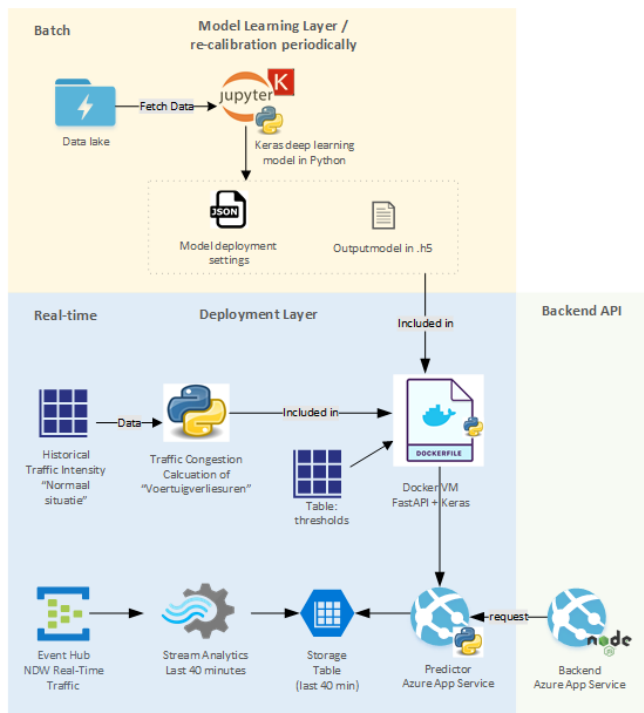 Batch
Model Learning Layer /
re-calibration periodically
Fetch Data
jupyter
K
Data lake
Keras deep learning
model in Python
JSON
Model deployment
settings
Outputmodel in .h5
Real-time
Deployment Layer
Included in
Backend API
Data
Included in
DOCKERFILE
Historical
Traffic Intensity
"Normaal
situatie"
Traffic Congestion
Calcuation of
"Voertuigverliesuren"
Table:
thresholds
Docker VM
FastAPI + Keras
request
node
JS
Event Hub
NDW Real-Time
Traffic
Stream Analytics
Last 40 minutes
Storage
Table
(last 40 min)
Predictor
Azure App Service
Backend
Azure App Service